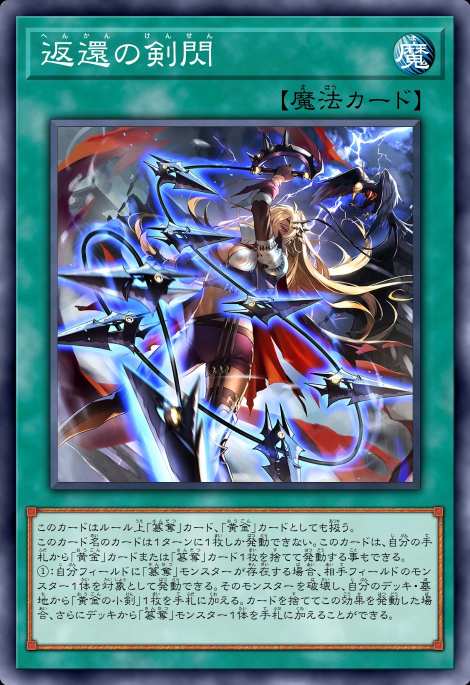 へんかん けんせん
返還の剣閃
魔
【魔法カード】
このカードはルール上「墓奪」カード、「黄金」カードとしても扱う。
このカード名のカードは1ターンに1枚しか発動できない。このカードは、自分の手
札から「黄金」カードまたは「墓奪」カード1枚を捨てて発動する事もできる。
①：自分フィールドに「墓奪」モンスターが存在する場合、相手フィールドのモン
スター1体を対象として発動できる。そのモンスターを破壊し、自分のデッキ・墓
地から「黄金の小剣」1枚を手札に加える。カードを捨ててこの効果を発動した場
合、さらにデッキから「墓奪」モンスター1体を手札に加えることができる。